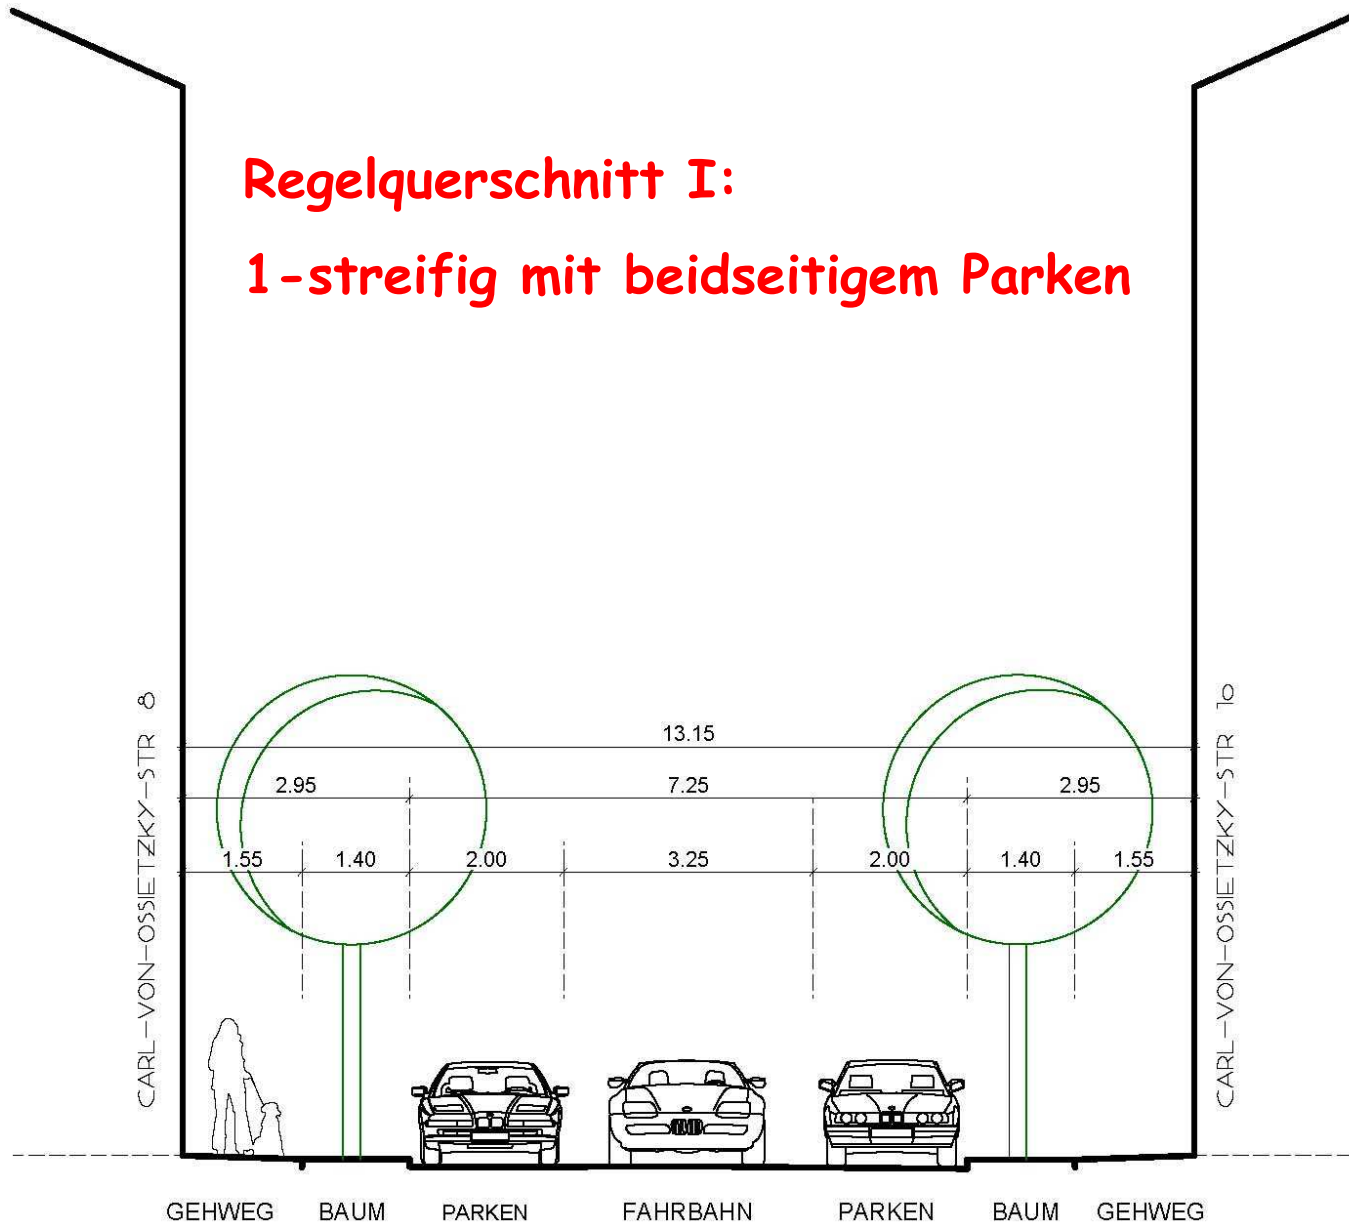 Regelquerschnitt I:
1-streifig mit beidseitigem Parken
CARL-VON-OSSIETZKY-STR 8
CARL-VON-OSSIETZKY-STR 10
13.15
2.95 7.25 2.95
1.55 1.40 2.00 3.25 2.00 1.40 1.55
GEHWEG BAUM PARKEN FAHRBAHN PARKEN BAUM GEHWEG